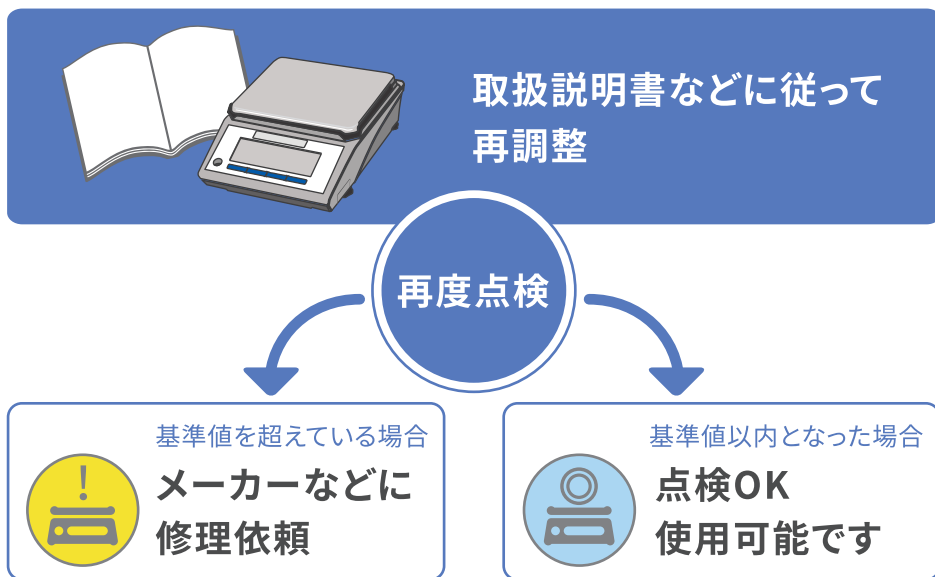 取扱説明書などに従って
再調整
再度点検
基準値を超えている場合
メーカーなどに
修理依頼
基準値以内となった場合
点検OK
使用可能です